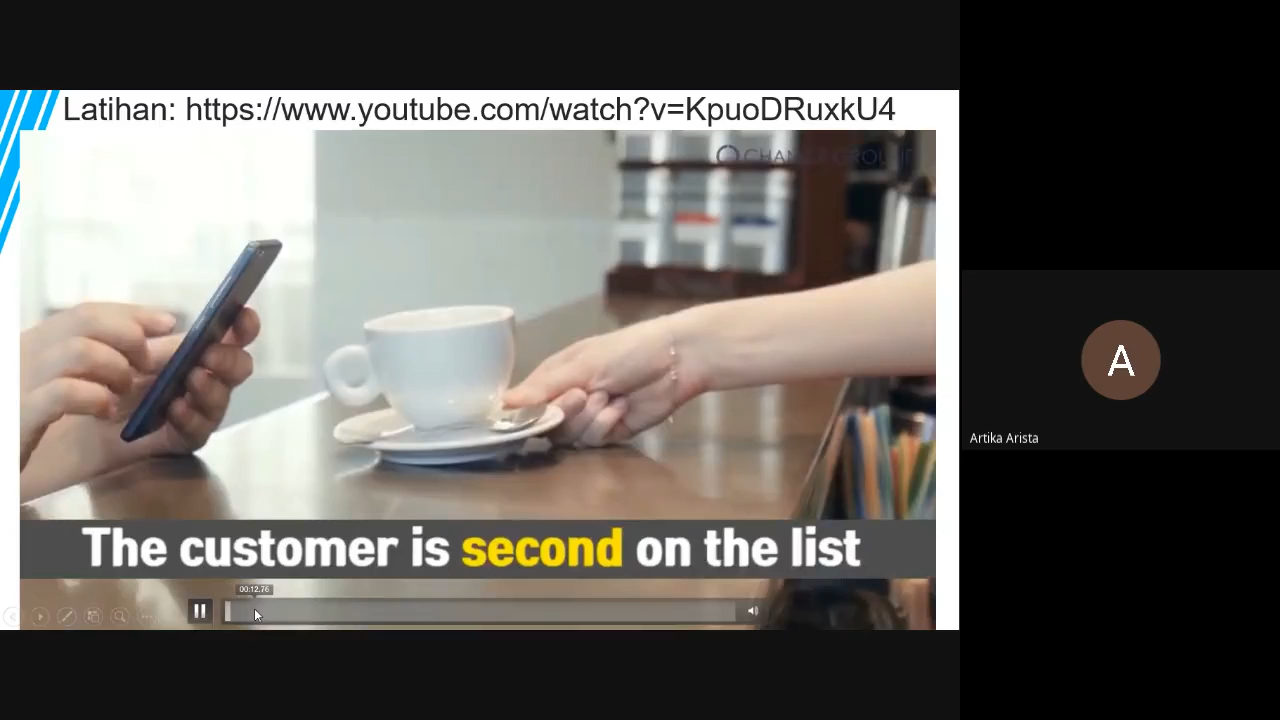 Latihan: https://www.youtube.com/watch?v=KpuoDRuxkU4
The customer is second on the list
00:12.76
A
Artika Arista